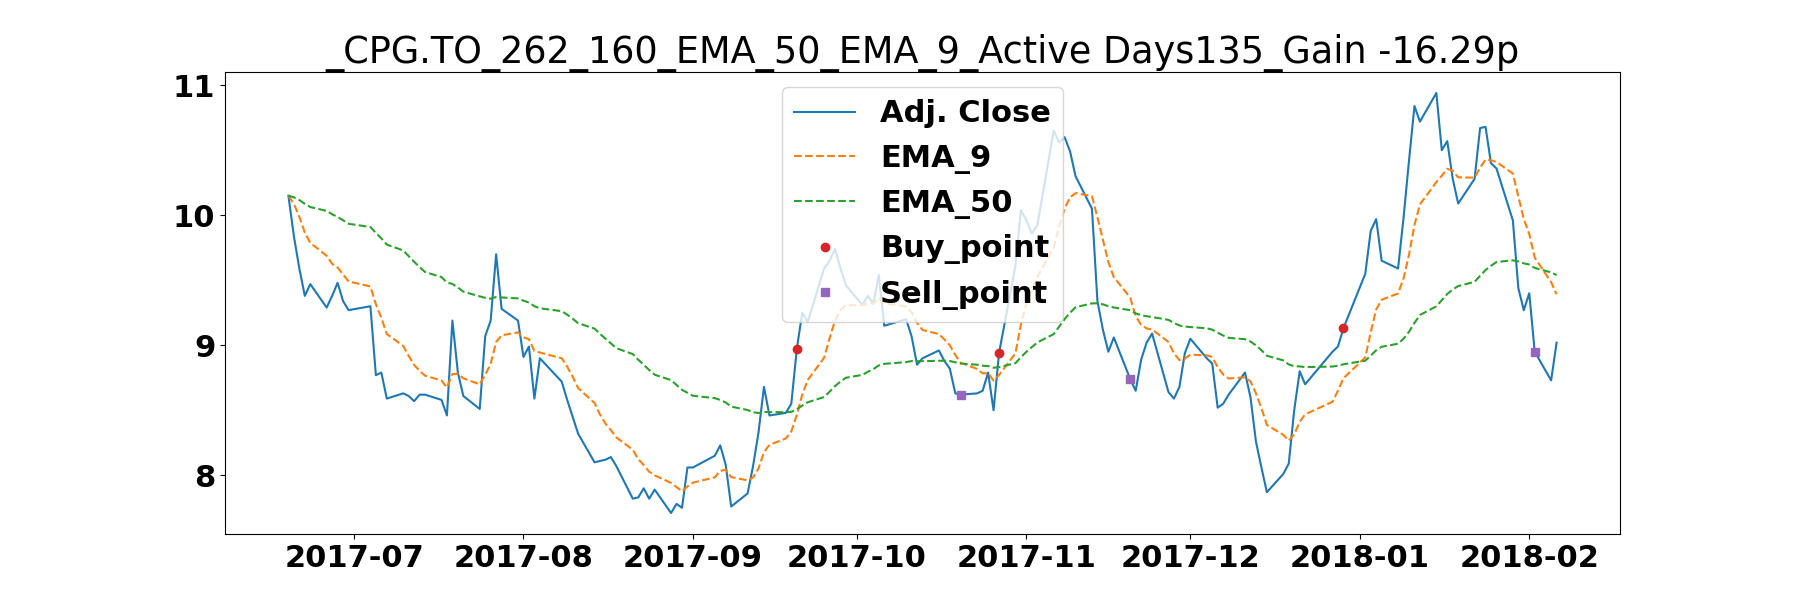 _CPG.TO_262_160_EMA_50_EMA_9_Active Days135_Gain -16.29p
11
10
9
8
Adj. Close
EMA_9
EMA_50
Buy_point
Sell_point
2017-07 2017-08 2017-09 2017-10 2017-11 2017-12 2018-01 2018-02